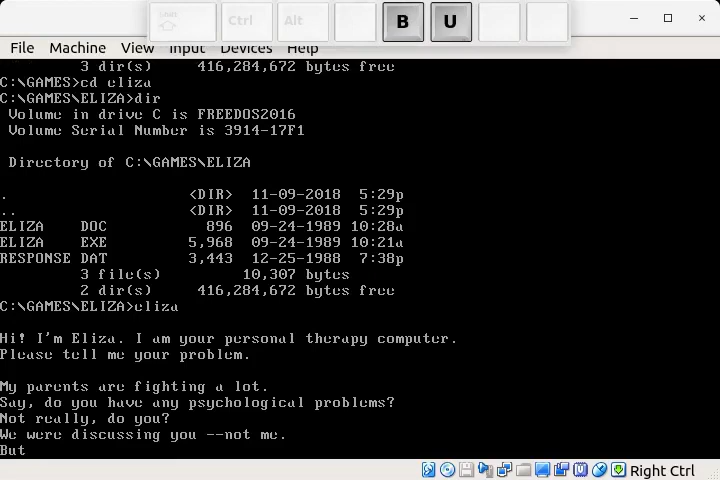 Ctrl Alt B U
File Machine View Input Devices Help
3 dir(s) 416,284,672 bytes free
C:\GAMES>cd eliza
C:\GAMES\ELIZA>dir
Volume in drive C is FREEDOS2016
Volume Serial Number is 3914-17F1
Directory of C:\GAMES\ELIZA
. <DIR> 11-09-2018 5:29p
.. <DIR> 11-09-2018 5:29p
ELIZA DOC 896 09-24-1989 10:28a
ELIZA EXE 5,968 09-24-1989 10:21a
RESPONSE DAT 3,443 12-25-1988 7:38p
3 file(s) 10,307 bytes
2 dir(s) 416,284,672 bytes free
C:\GAMES\ELIZA>eliza
Hi! I'm Eliza. I am your personal therapy computer.
Please tell me your problem.
My parents are fighting a lot.
Say, do you have any psychological problems?
Not really, do you?
We were discussing you --not me.
But
Right Ctrl